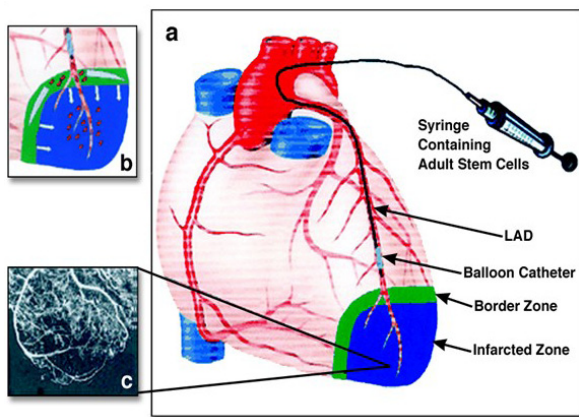 a
b
Syringe
Containing
Adult Stem Cells
LAD
Balloon Catheter
Border Zone
Infarcted Zone
c